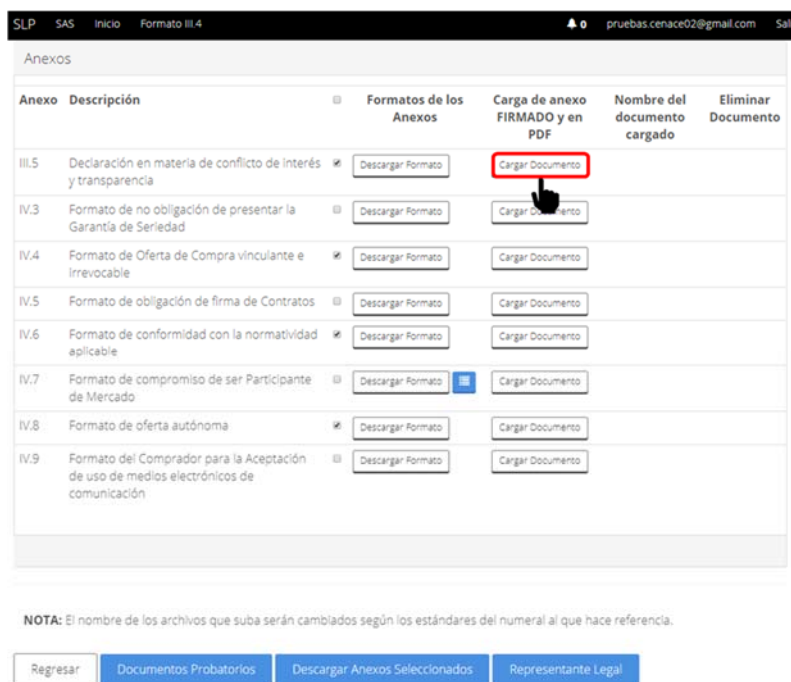 SLP SAS Inicio Formato III.4 0 pruebas.cenace02@gmail.com Sal
Anexos
Anexo Descripción Formatos de los Anexos Carga de anexo FIRMADO y en PDF Nombre del documento cargado Eliminar Documento
III.5 Declaración en materia de conflicto de interés Descargar Formato Cargar Documento
y transparencia
IV.3 Formato de no obligación de presentar la Descargar Formato Cargar Documento
Garantía de Seriedad
IV.4 Formato de Oferta de Compra vinculante e Descargar Formato Cargar Documento
irrevocable
IV.5 Formato de obligación de firma de Contratos Descargar Formato Cargar Documento
IV.6 Formato de conformidad con la normatividad Descargar Formato Cargar Documento
aplicable
IV.7 Formato de compromiso de ser Participante Descargar Formato Cargar Documento
de Mercado
IV.8 Formato de oferta autónoma Descargar Formato Cargar Documento
IV.9 Formato del Comprador para la Aceptación Descargar Formato Cargar Documento
de uso de medios electrónicos de
comunicación
NOTA: El nombre de los archivos que suba serán cambiados según los estándares del numeral al que hace referencia.
Regresar Documentos Probatorios Descargar Anexos Seleccionados Representante Legal